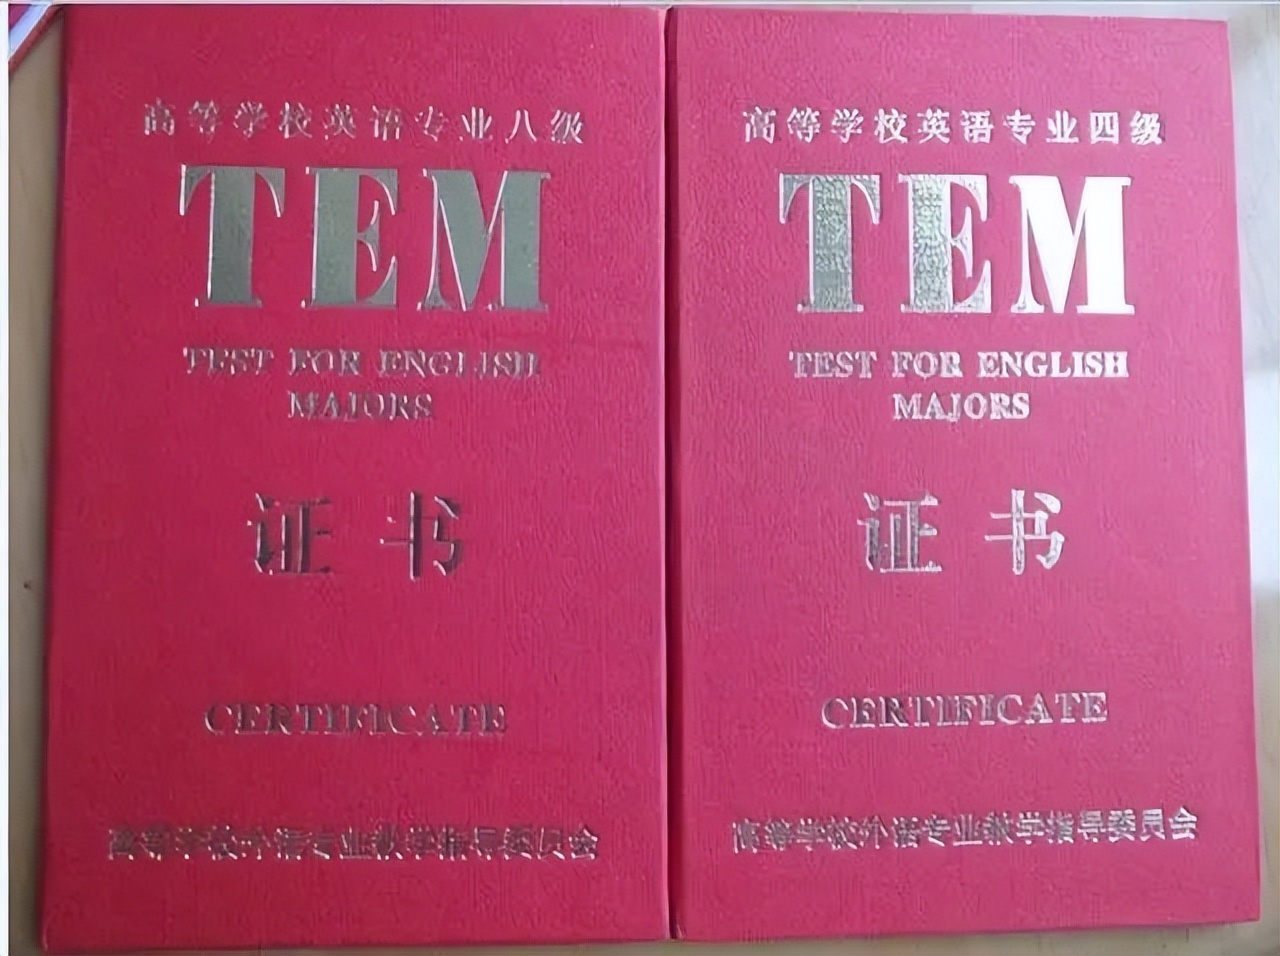 高等学校英语专业八级
TEM
TEST FOR ENGLISH
MAJORS
证书
CERTIFICATE
高等学校外语专业教学指导委员会
高等学校英语专业四级
TEM
TEST FOR ENGLISH
MAJORS
证书
CERTIFICATE
高等学校外语专业教学指导委员会